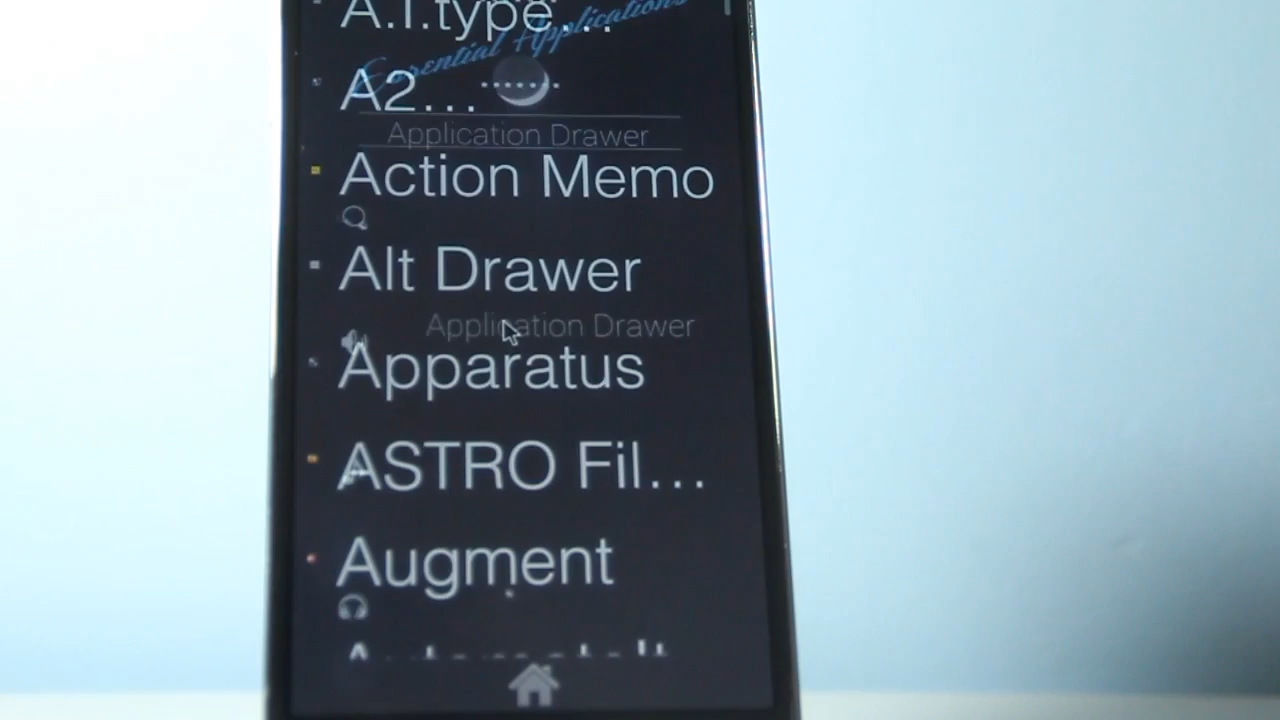 A.I.type...
Essential Applications
A2...
Application Drawer
Action Memo
Alt Drawer
Application Drawer
Apparatus
ASTRO Fil...
Augment